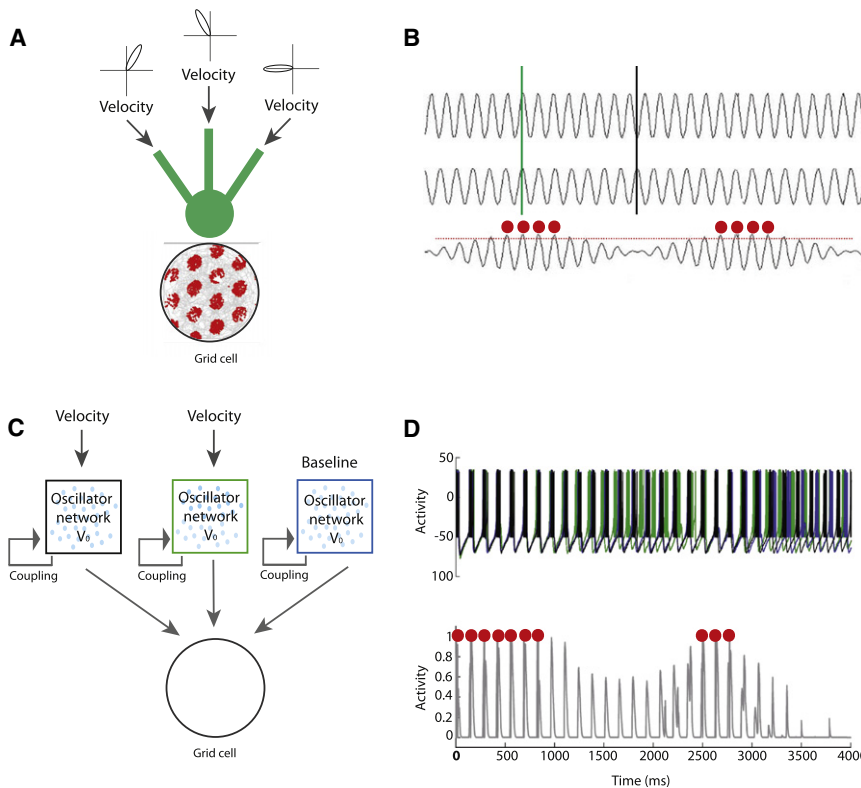 A
Velocity
Velocity
Velocity
Grid cell
B
C
Velocity
Velocity
Baseline
Oscillator
network
V₀
Oscillator
network
V₀
Oscillator
network
V₀
Coupling
Coupling
Coupling
Grid cell
D
Activity
50
0
-50
100
Activity
1
0.8
0.6
0.4
0.2
0
0 500 1000 1500 2000 2500 3000 3500 400
Time (ms)